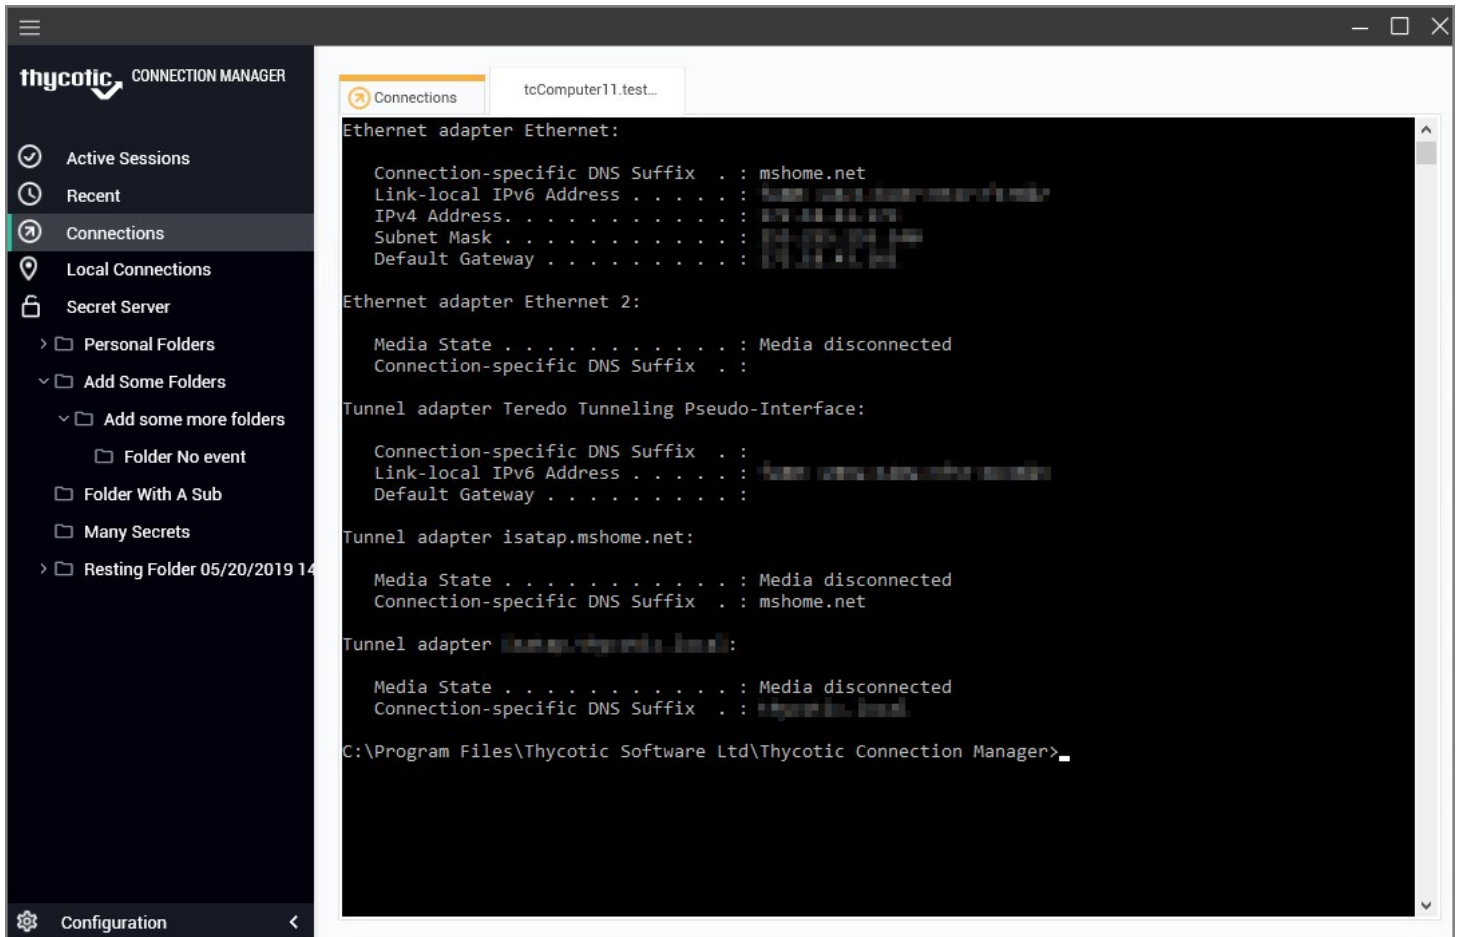 thycotic CONNECTION MANAGER
Active Sessions
Recent
Connections
Local Connections
Secret Server
Personal Folders
Add Some Folders
Add some more folders
Folder No event
Folder With A Sub
Many Secrets
Resting Folder 05/20/2019 14
Configuration
Connections
tcComputer11.test...
Ethernet adapter Ethernet:
Connection-specific DNS Suffix  . : mshome.net
Link-local IPv6 Address . . . . . :
IPv4 Address. . . . . . . . . . . :
Subnet Mask . . . . . . . . . . . :
Default Gateway . . . . . . . . . :
Ethernet adapter Ethernet 2:
Media State . . . . . . . . . . . : Media disconnected
Connection-specific DNS Suffix  . :
Tunnel adapter Teredo Tunneling Pseudo-Interface:
Connection-specific DNS Suffix  . :
Link-local IPv6 Address . . . . . :
Default Gateway . . . . . . . . . :
Tunnel adapter isatap.mshome.net:
Media State . . . . . . . . . . . : Media disconnected
Connection-specific DNS Suffix  . : mshome.net
Tunnel adapter :
Media State . . . . . . . . . . . : Media disconnected
Connection-specific DNS Suffix  . :
C:\Program Files\Thycotic Software Ltd\Thycotic Connection Manager>